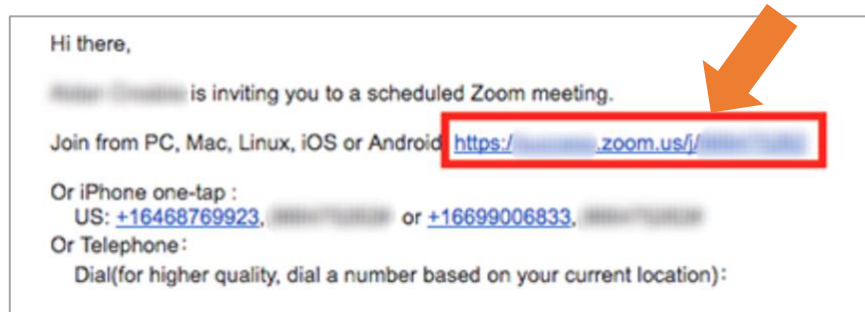 Hi there,
is inviting you to a scheduled Zoom meeting.
Join from PC, Mac, Linux, iOS or Android: https:/ .zoom.us/j/
Or iPhone one-tap :
US: +16468769923, or +16699006833,
Or Telephone:
Dial(for higher quality, dial a number based on your current location):